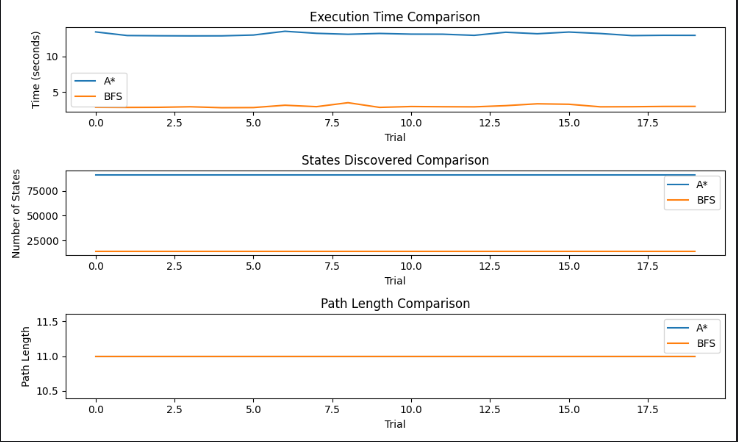 Execution Time Comparison
Time (seconds)
10
5
A*
BFS
0.0 2.5 5.0 7.5 10.0 12.5 15.0 17.5
Trial
States Discovered Comparison
Number of States
75000
50000
25000
A*
BFS
0.0 2.5 5.0 7.5 10.0 12.5 15.0 17.5
Trial
Path Length Comparison
Path Length
11.5
11.0
10.5
A*
BFS
0.0 2.5 5.0 7.5 10.0 12.5 15.0 17.5
Trial